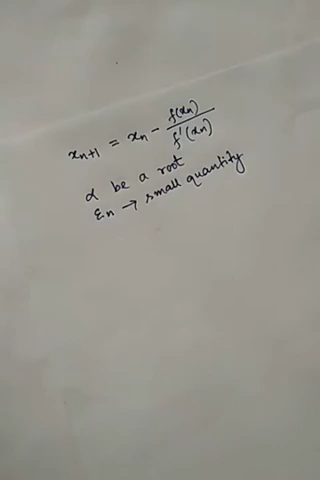 xₙ₊₁ = xₙ - f(xₙ) / f'(xₙ)
α be a root
εₙ → small quantity